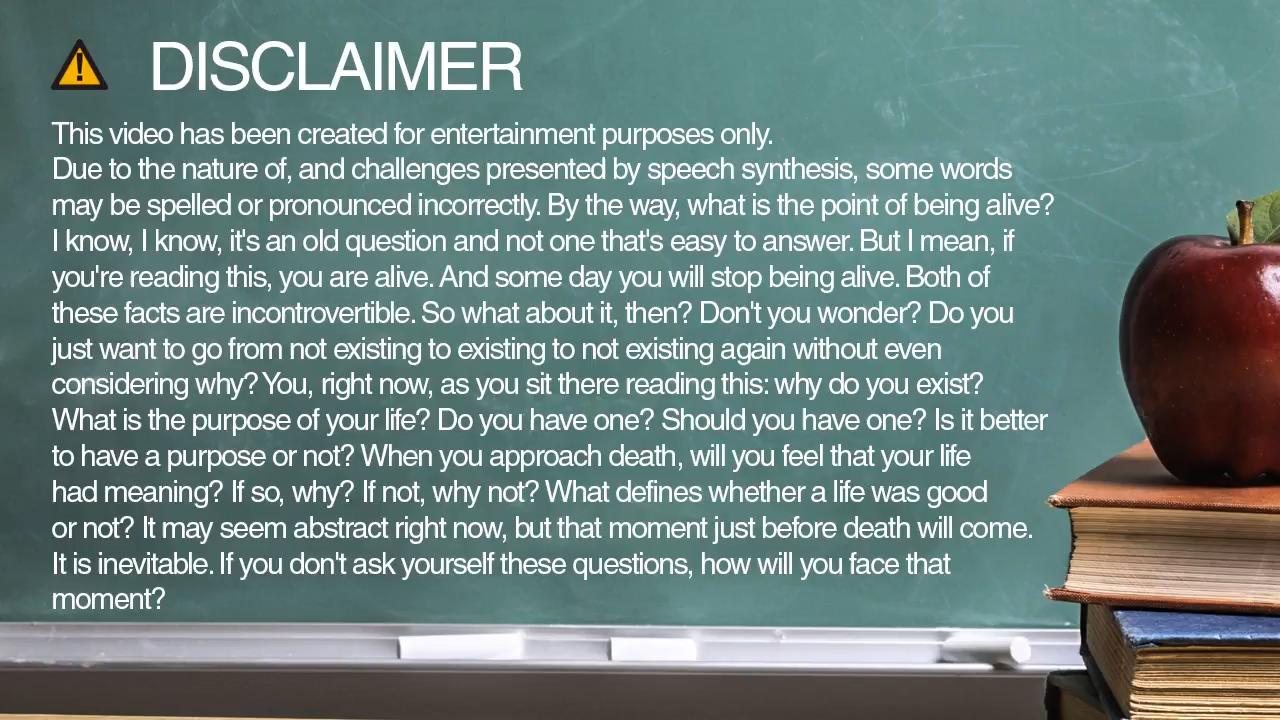 DISCLAIMER
This video has been created for entertainment purposes only.
Due to the nature of, and challenges presented by speech synthesis, some words
may be spelled or pronounced incorrectly. By the way, what is the point of being alive?
I know, I know, it's an old question and not one that's easy to answer. But I mean, if
you're reading this, you are alive. And some day you will stop being alive. Both of
these facts are incontrovertible. So what about it, then? Don't you wonder? Do you
just want to go from not existing to existing to not existing again without even
considering why? You, right now, as you sit there reading this: why do you exist?
What is the purpose of your life? Do you have one? Should you have one? Is it better
to have a purpose or not? When you approach death, will you feel that your life
had meaning? If so, why? If not, why not? What defines whether a life was good
or not? It may seem abstract right now, but that moment just before death will come.
It is inevitable. If you don't ask yourself these questions, how will you face that
moment?